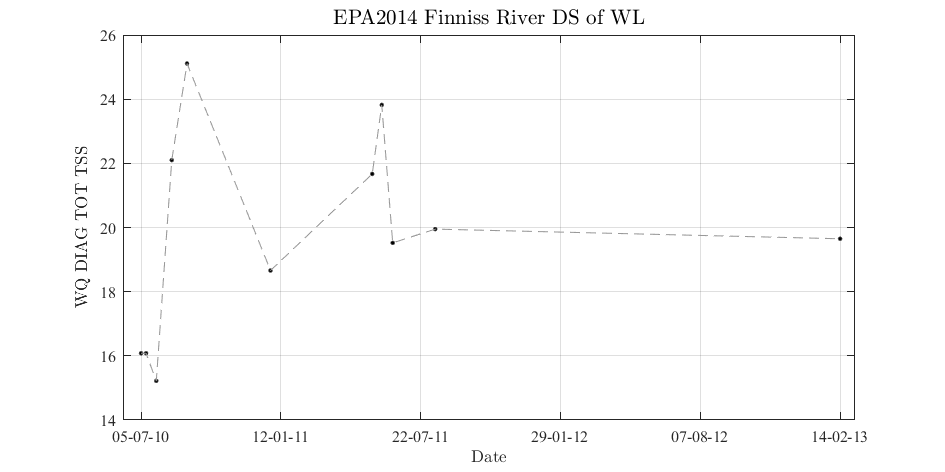 EPA2014 Finniss River DS of WL
WQ DIAG TOT TSS
26
24
22
20
18
16
14
05-07-10 12-01-11 22-07-11 29-01-12 07-08-12 14-02-13
Date